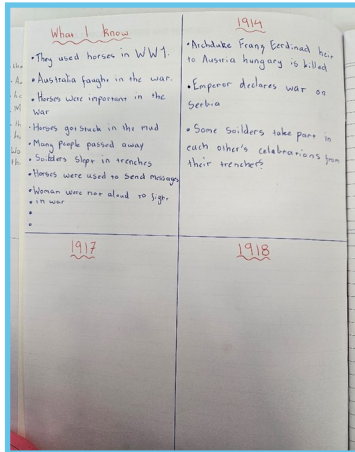 What I Know
• They used horses in WW1.
• Australia fought in the war.
• Horses were important in the
war
• Horses got stuck in the mud
• Many people passed away
• Soilders slept in trenches
• Horses were used to send messages
• Woman were not aloud to fight
• in war
1914
• Archduke Franz Ferdinad heir
to Austria hungary is killed
• Emperor declares war on
Serbia
• Some soilders take part in
each other's celebrations from
their trenches?
1917
1918